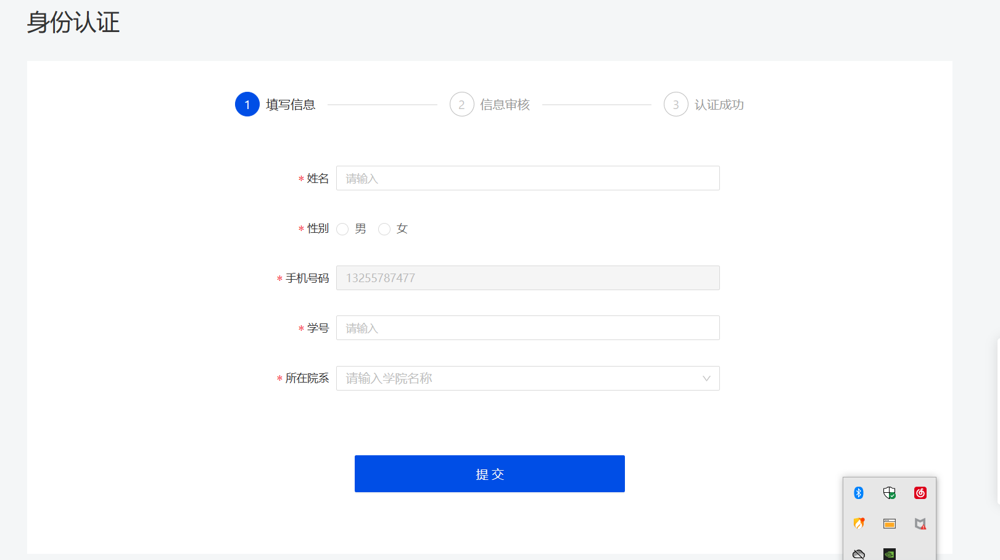 身份认证
1 填写信息 2 信息审核 3 认证成功
* 姓名 请输入
* 性别 男 女
* 手机号码 13255787477
* 学号 请输入
* 所在院系 请输入学院名称
提 交